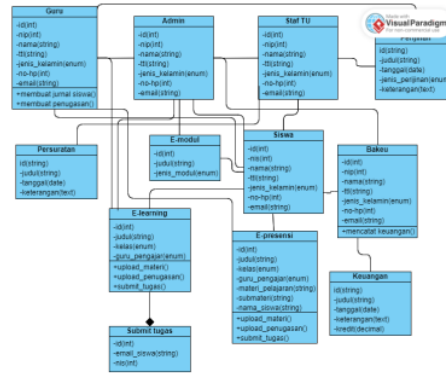 Guru
-id(int)
-nip(int)
-nama(string)
-ttl(string)
-jenis_kelamin(enum)
-no-hp(int)
-email(string)
+membuat jurnal siswa()
+membuat penugasan()
Admin
-id(int)
-nip(int)
-nama(string)
-ttl(string)
-jenis_kelamin(enum)
-no-hp(int)
-email(string)
Staf TU
-id(int)
-nip(int)
-nama(string)
-ttl(string)
-jenis_kelamin(enum)
-no-hp(int)
-email(string)
Made with
Visual Paradigm
For non-commercial use
-id(string)
-judul(string)
-tanggal(date)
-jenis_perijinan(enum)
-keterangan(text)
Persuratan
-id(string)
-judul(string)
-tanggal(date)
-keterangan(text)
E-modul
-id(int)
-judul(string)
-jenis_modul(enum)
Siswa
-id(int)
-nis(int)
-nama(string)
-ttl(string)
-jenis_kelamin(enum)
-no-hp(int)
-email(string)
Bakeu
-id(int)
-nip(int)
-nama(string)
-ttl(string)
-jenis_kelamin(enum)
-no-hp(int)
-email(string)
+mencatat keuangan()
E-learning
-id(int)
-judul(string)
-kelas(enum)
-guru_pengajar(enum)
+upload_materi()
+upload_penugasan()
+submit_tugas()
E-presensi
-id(int)
-judul(string)
-kelas(enum)
-guru_pengajar(enum)
-materi_pelajaran(string)
-submateri(string)
-nama_siswa(string)
+upload_materi()
+upload_penugasan()
+submit_tugas()
Keuangan
-id(string)
-judul(string)
-tanggal(date)
-keterangan(text)
-kredit(decimal)
Submit tugas
-id(int)
-email_siswa(string)
-nis(int)